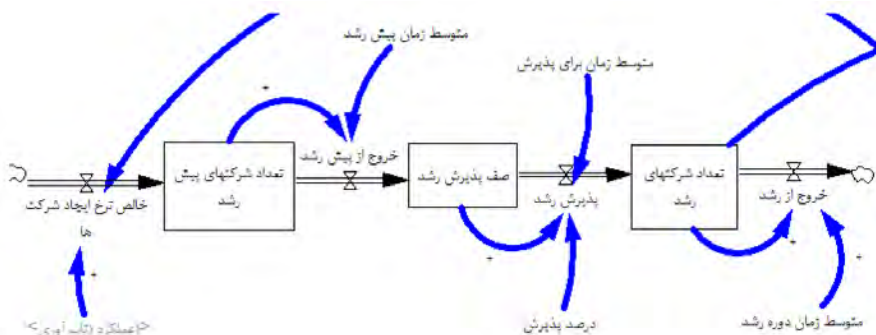 متوسط زمان پیش رشد
متوسط زمان برای پذیرش
+
خروج از پیش رشد
تعداد شرکتهای پیش
رشد
صف پذیرش رشد
تعداد شرکتهای
رشد
خالص نرخ ایجاد شرکت
ها
پذیرش رشد
خروج از رشد
+
+
+
+
متوسط زمان دوره رشد
درصد پذیرش
<عملکرد